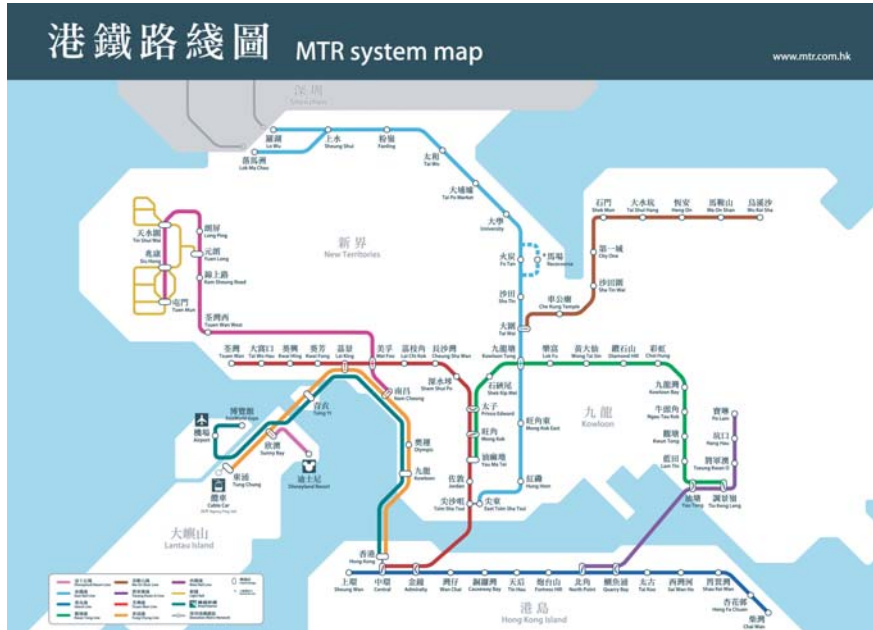 港鐵路綫圖 MTR system map
www.mtr.com.hk
深圳
Shenzhen
羅湖
Lo Wu
上水
Sheung Shui
粉嶺
Fanling
落馬洲
Lok Ma Chau
太和
Tai Wo
大埔墟
Tai Po Market
大學
University
火炭
Fo Tan
馬場
Racecourse
沙田
Sha Tin
大圍
Tai Wai
車公廟
Che Kung Temple
沙田圍
Sha Tin Wai
第一城
City One
石門
Shek Mun
大水坑
Tai Shui Hang
恆安
Heng On
馬鞍山
Ma On Shan
烏溪沙
Wu Kai Sha
新界
New Territories
朗屏
Long Ping
天水圍
Tin Shui Wai
元朗
Yuen Long
兆康
Siu Hong
錦上路
Kam Sheung Road
屯門
Tuen Mun
荃灣西
Tsuen Wan West
荃灣
Tsuen Wan
大窩口
Tai Wo Hau
葵興
Kwai Hing
葵芳
Kwai Fong
荔景
Lai King
美孚
Mei Foo
荔枝角
Lai Chi Kok
長沙灣
Cheung Sha Wan
深水埗
Sham Shui Po
九龍塘
Kowloon Tong
樂富
Lok Fu
黃大仙
Wong Tai Sin
鑽石山
Diamond Hill
彩虹
Choi Hung
石硤尾
Shek Kip Mei
九龍灣
Kowloon Bay
太子
Prince Edward
旺角
Mong Kok
旺角東
Mong Kok East
九龍
Kowloon
牛頭角
Ngau Tau Kok
觀塘
Kwun Tong
藍田
Lam Tin
寶琳
Po Lam
坑口
Hang Hau
將軍澳
Tseung Kwan O
油塘
Yau Tong
調景嶺
Tiu Keng Leng
油麻地
Yau Ma Tei
佐敦
Jordan
紅磡
Hung Hom
尖沙咀
Tsim Sha Tsui
尖東
East Tsim Sha Tsui
南昌
Nam Cheong
奧運
Olympic
九龍
Kowloon
青衣
Tsing Yi
博覽館
AsiaWorld-Expo
機場
Airport
欣澳
Sunny Bay
東涌
Tung Chung
迪士尼
Disneyland Resort
纜車
Cable Car
大嶼山
Lantau Island
香港
Hong Kong
上環
Sheung Wan
中環
Central
金鐘
Admiralty
灣仔
Wan Chai
銅鑼灣
Causeway Bay
天后
Tin Hau
炮台山
Fortress Hill
北角
North Point
鰂魚涌
Quarry Bay
太古
Tai Koo
西灣河
Sai Wan Ho
筲箕灣
Shau Kei Wan
杏花邨
Heng Fa Chuen
柴灣
Chai Wan
港島
Hong Kong Island